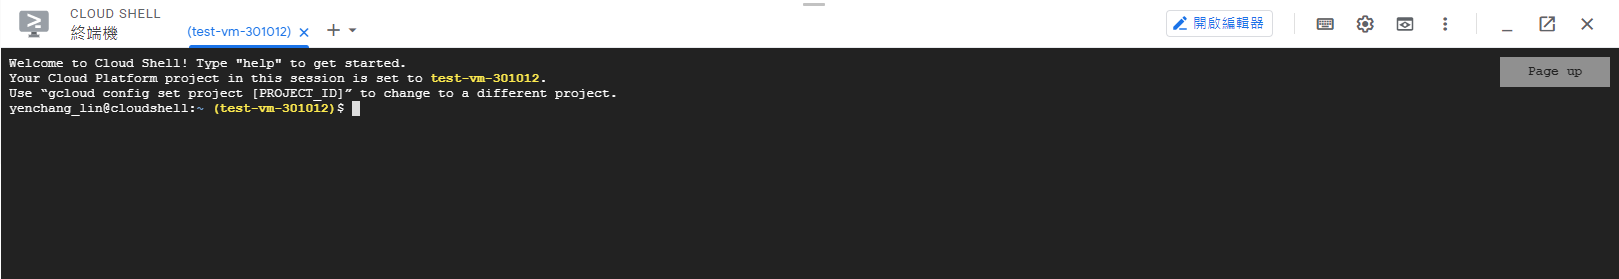 CLOUD SHELL
終端機
(test-vm-301012)
開啟編輯器
Welcome to Cloud Shell! Type "help" to get started.
Your Cloud Platform project in this session is set to test-vm-301012.
Use “gcloud config set project [PROJECT_ID]” to change to a different project.
yenchang_lin@cloudshell:~ (test-vm-301012)$
Page up